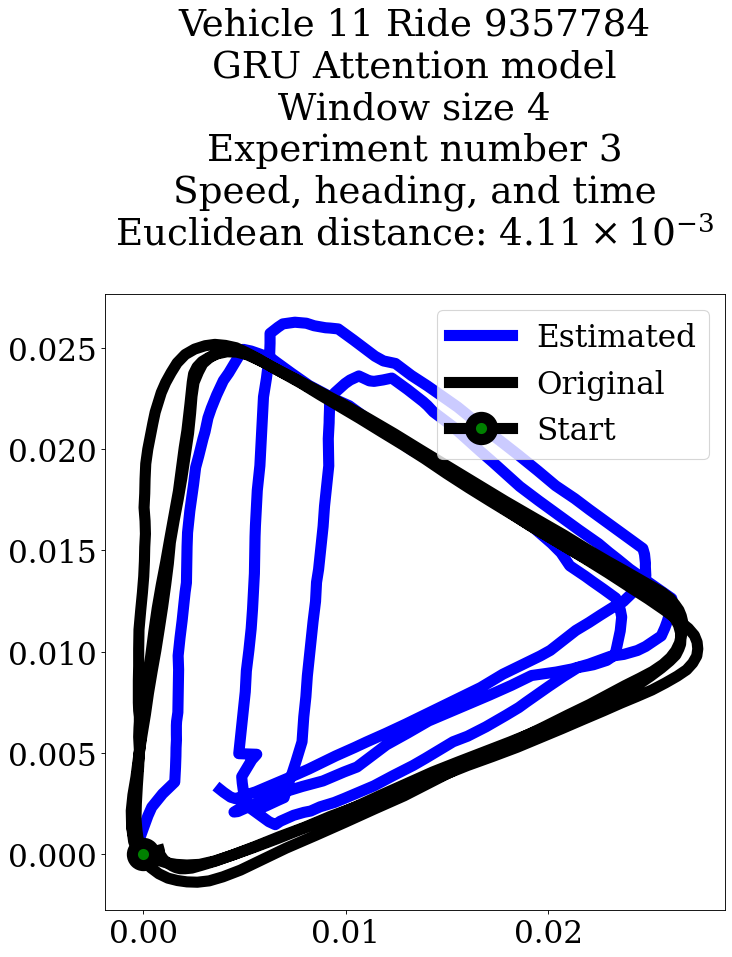 Vehicle 11 Ride 9357784
GRU Attention model
Window size 4
Experiment number 3
Speed, heading, and time
Euclidean distance: 4.11 × 10⁻³
Estimated
Original
Start
0.025
0.020
0.015
0.010
0.005
0.000
0.00 0.01 0.02